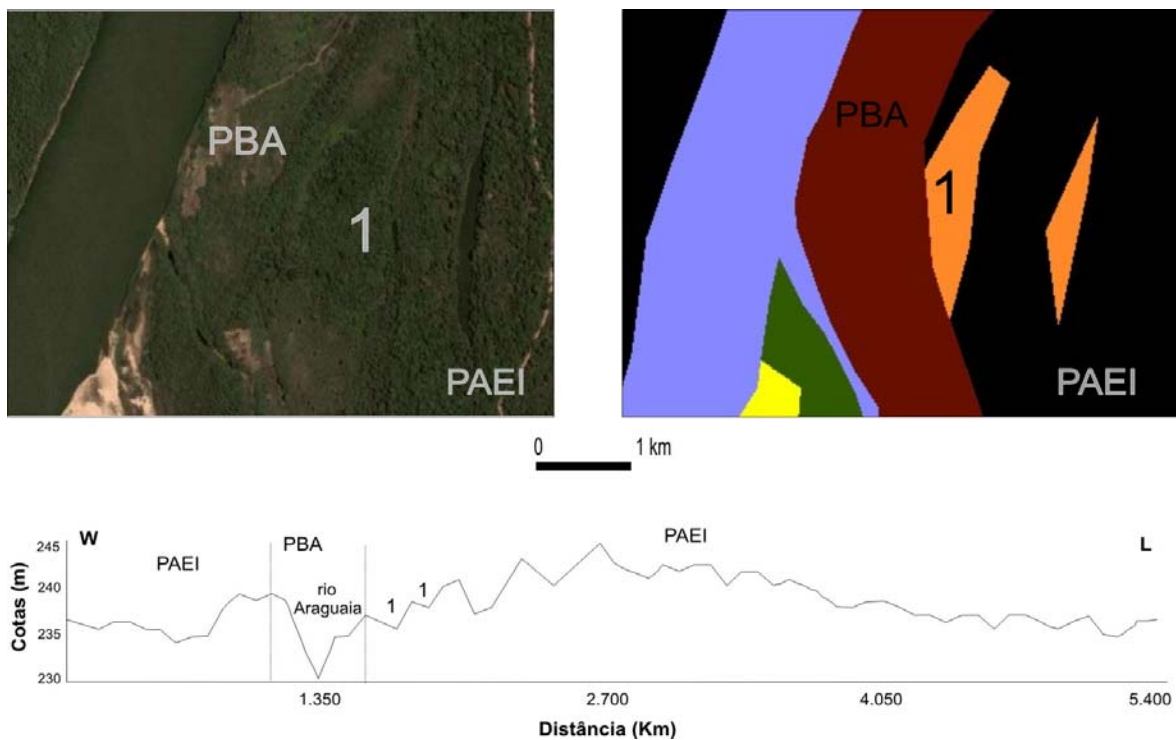 PBA
1
PAEI
PBA
1
PAEI
0 1 km
W
PAEI
PBA
PAEI
L
245
240
235
230
Cotas (m)
rio
Araguaia
1
1
1.350
2.700
4.050
5.400
Distância (Km)